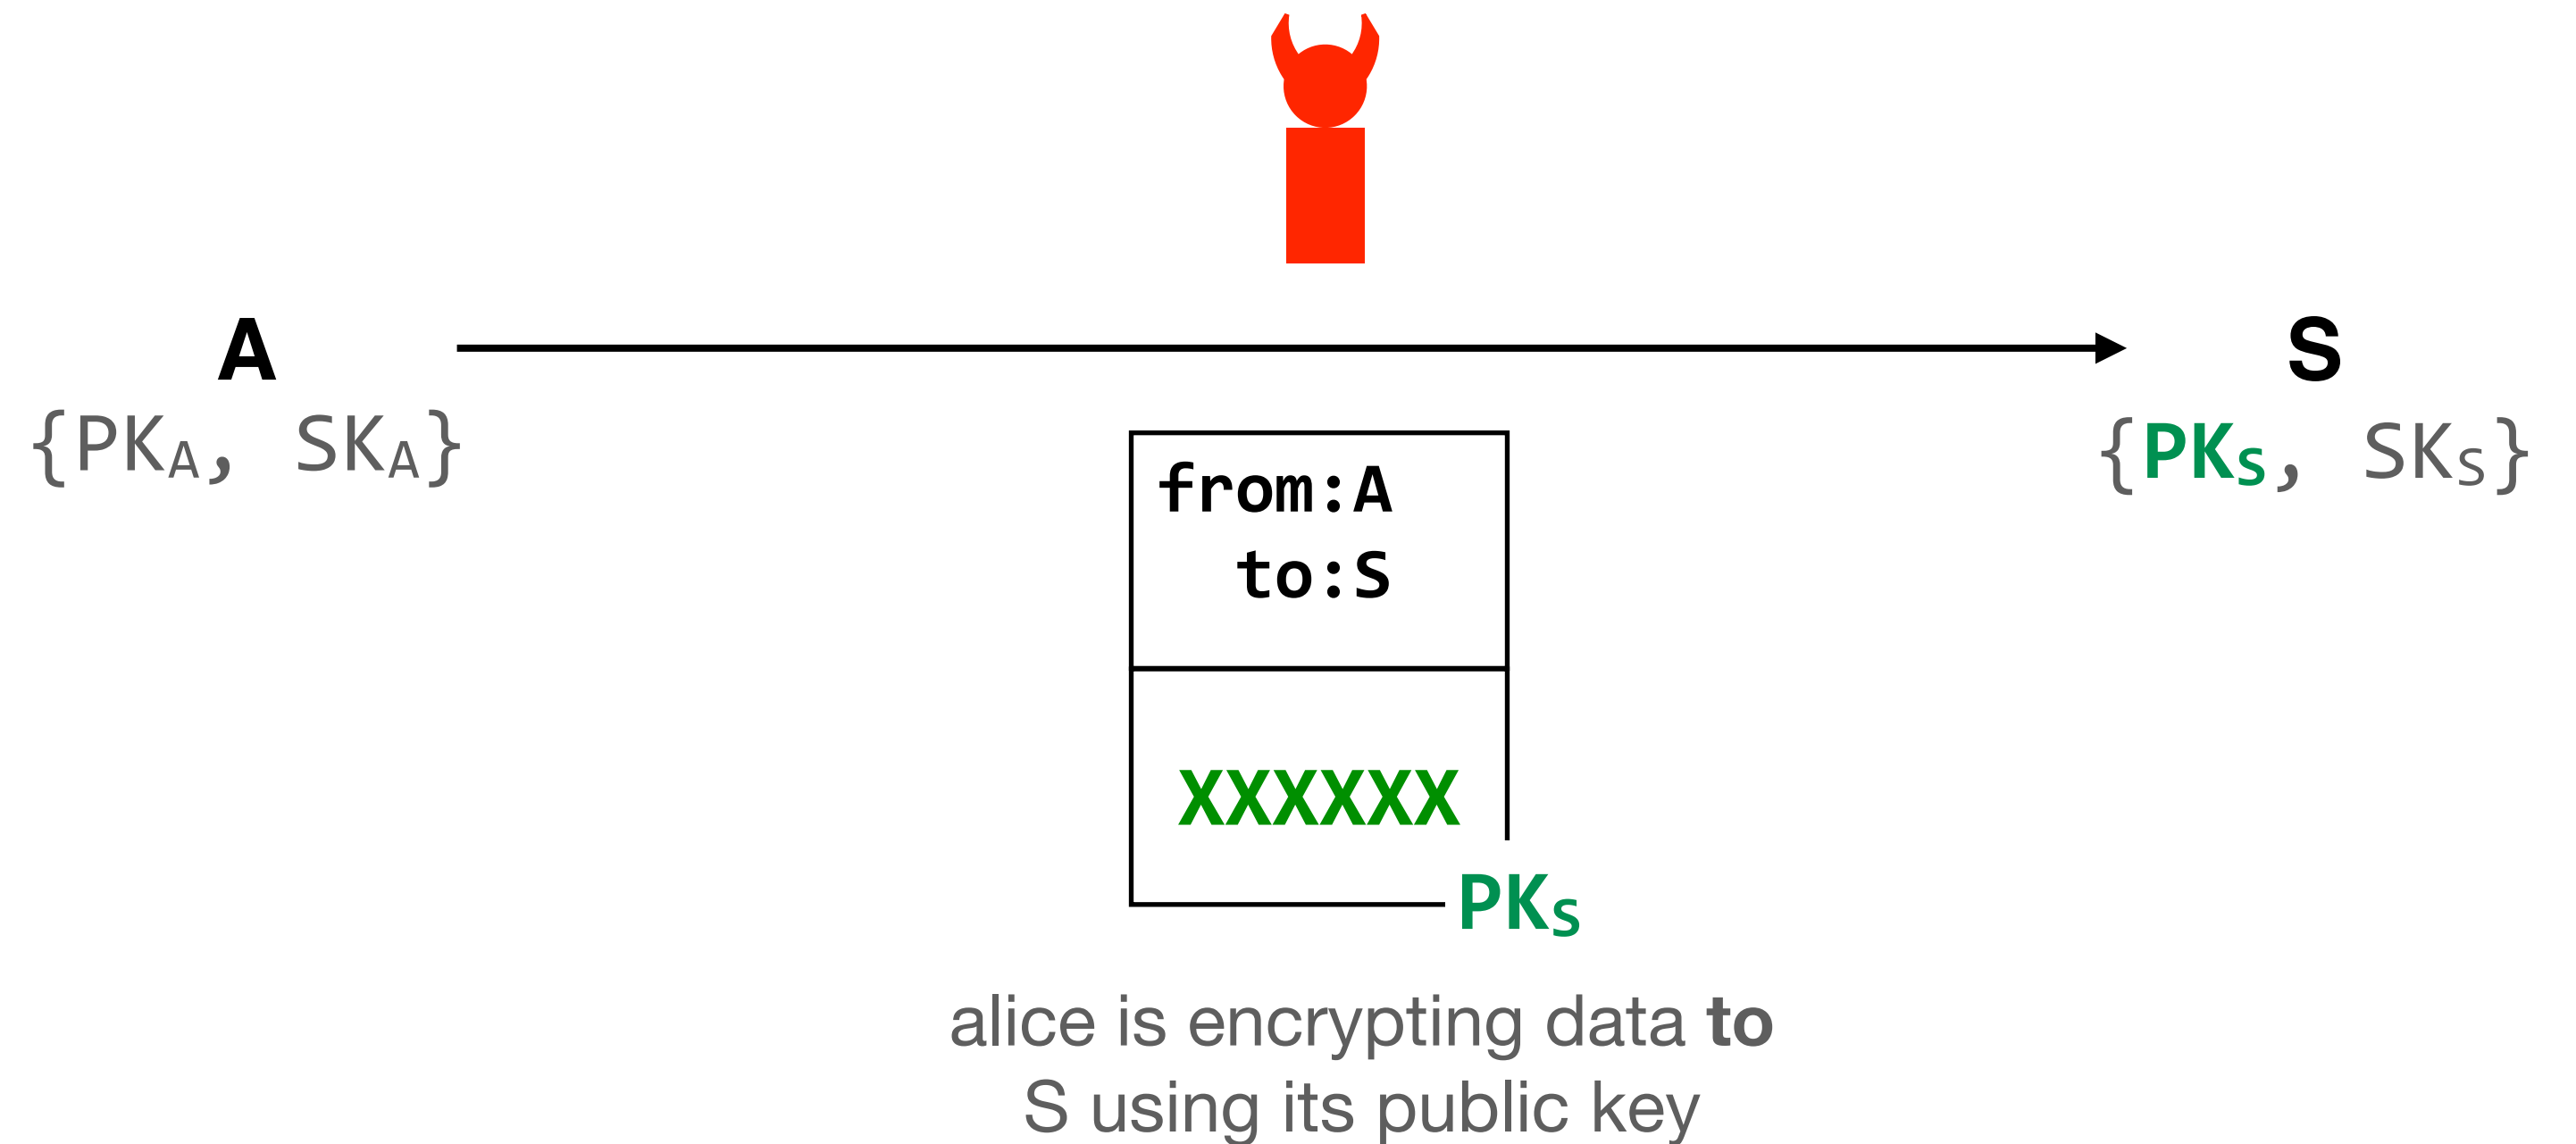 A
S
{PKA, SKA}
{PKS, SKS}
from:A
to:S
XXXXXX
PKS
alice is encrypting data to
S using its public key